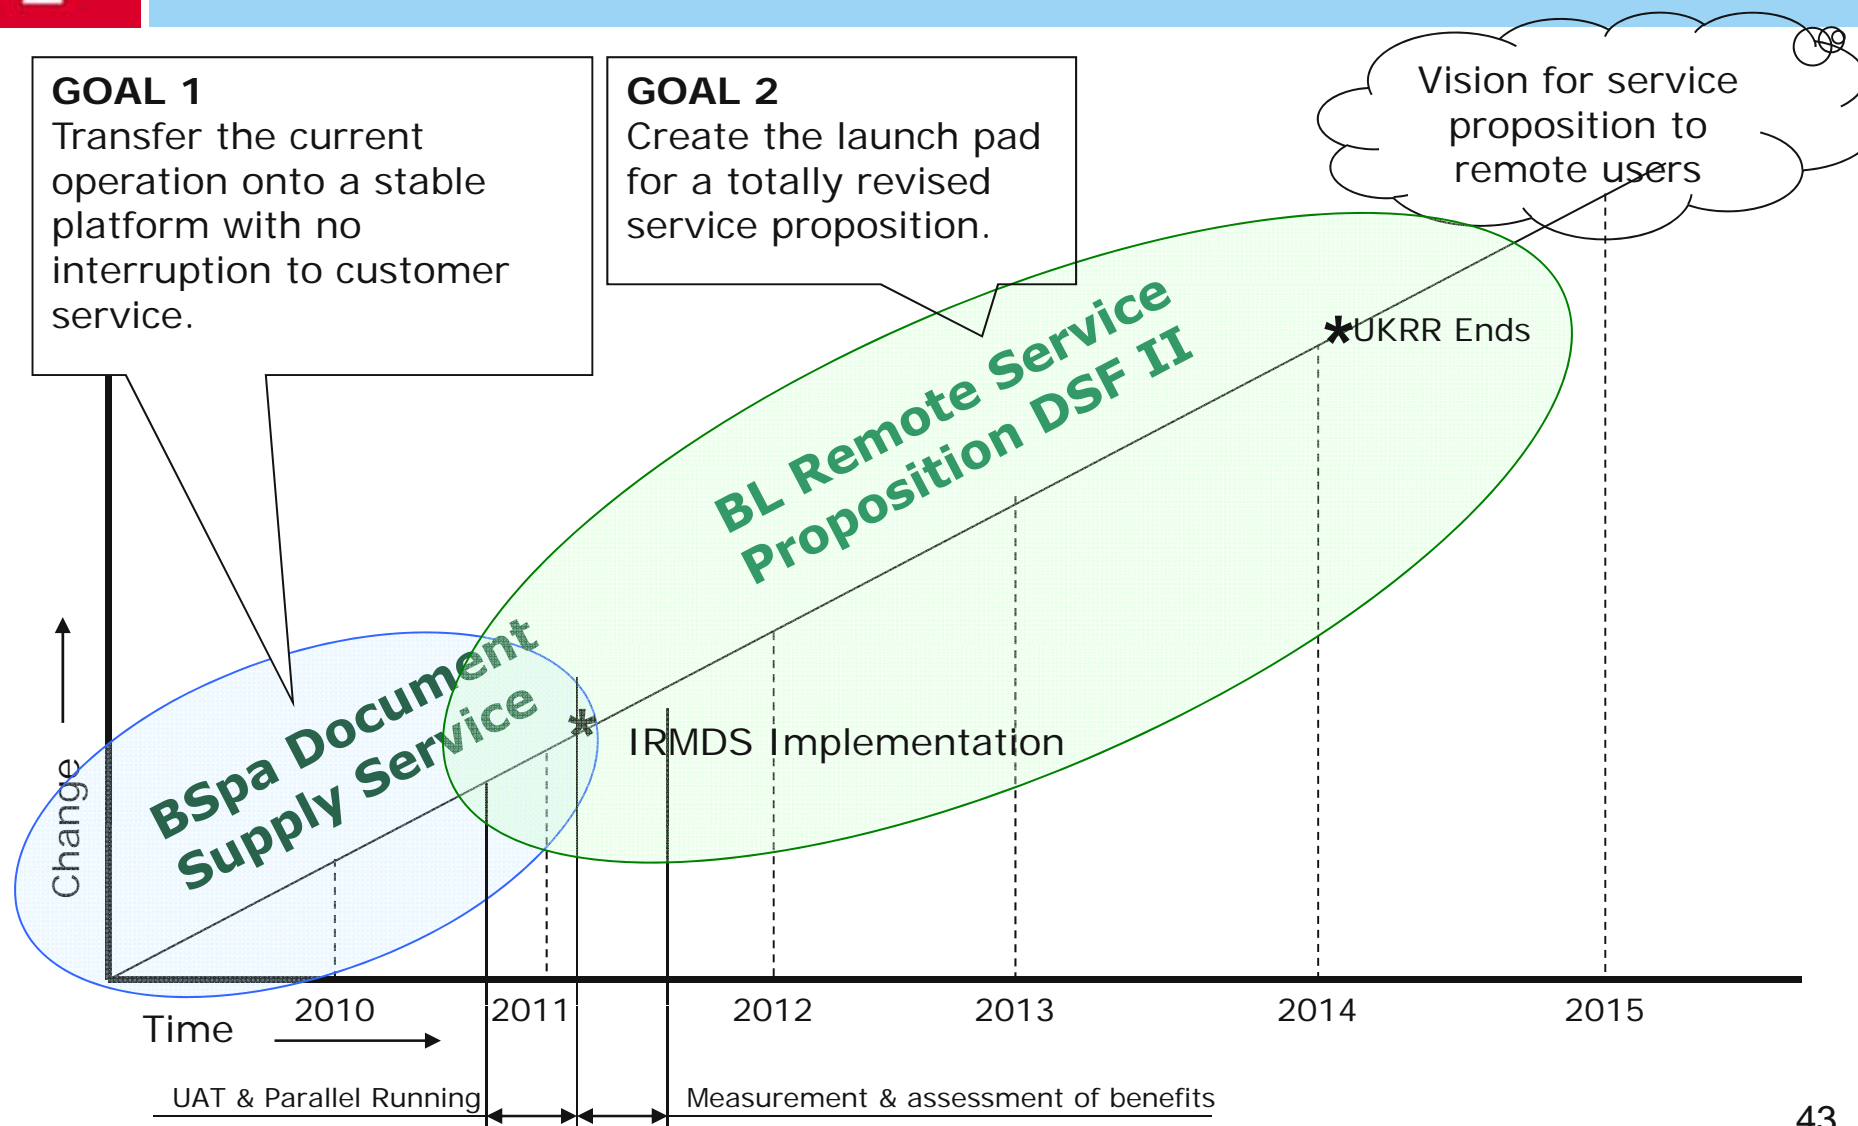 GOAL 1
Transfer the current
operation onto a stable
platform with no
interruption to customer
service.
GOAL 2
Create the launch pad
for a totally revised
service proposition.
Vision for service
proposition to
remote users
BL Remote Service
Proposition DSF II
*UKRR Ends
BSpa Document
Supply Service
*
IRMDS Implementation
Change
2010
2011
2012
2013
2014
2015
Time
UAT & Parallel Running
Measurement & assessment of benefits
43